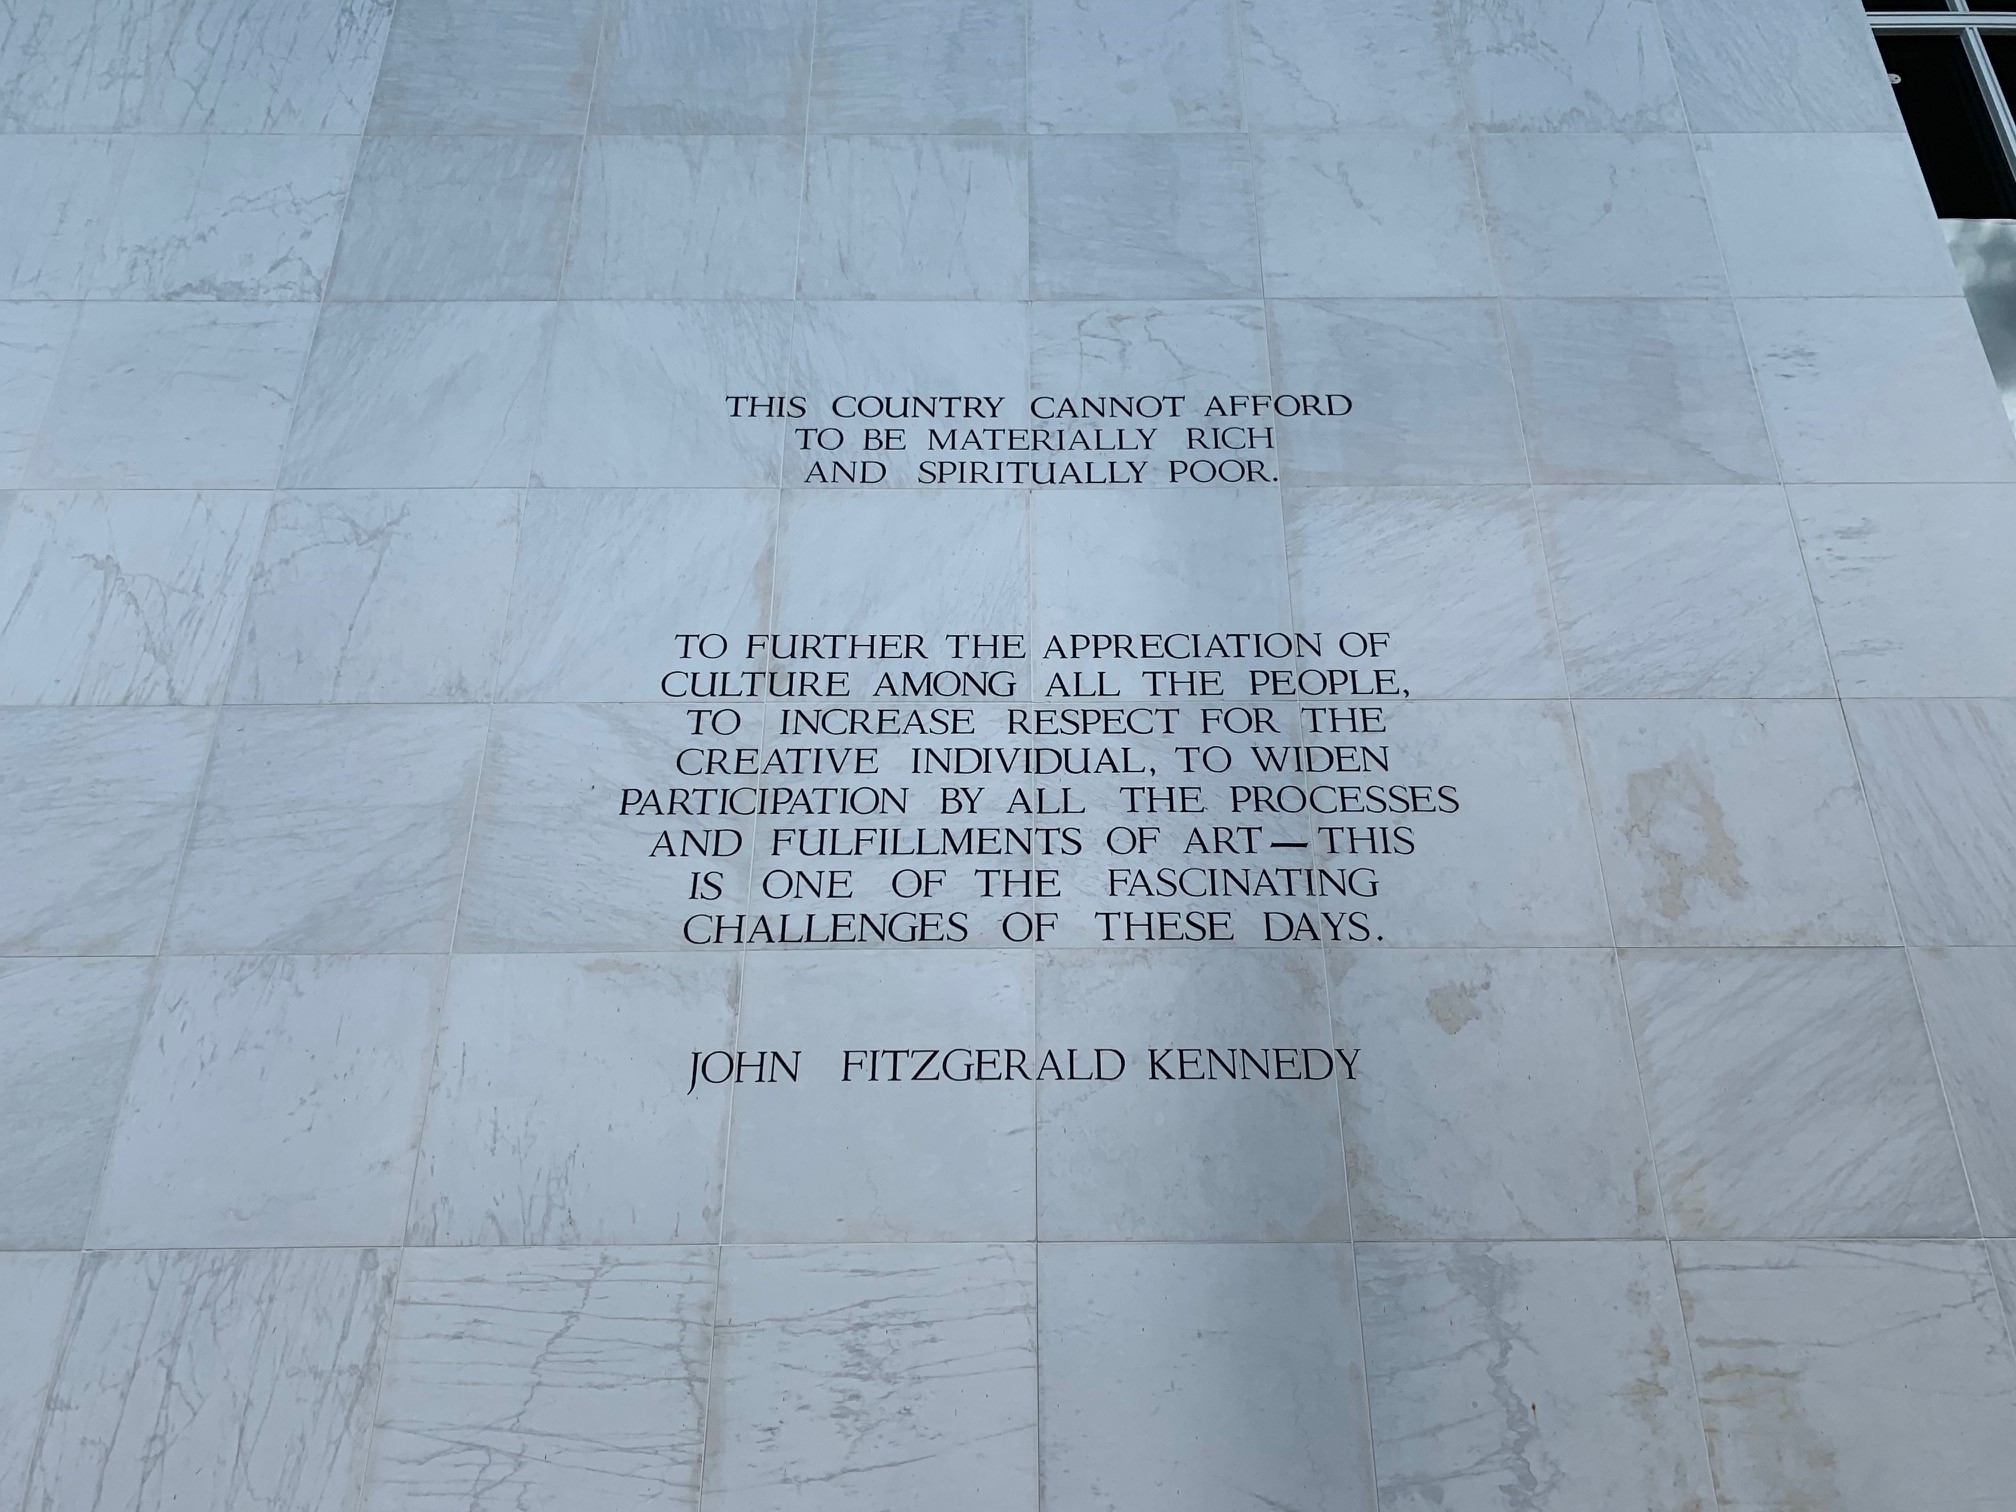 THIS COUNTRY CANNOT AFFORD
TO BE MATERIALLY RICH
AND SPIRITUALLY POOR.
TO FURTHER THE APPRECIATION OF
CULTURE AMONG ALL THE PEOPLE,
TO INCREASE RESPECT FOR THE
CREATIVE INDIVIDUAL, TO WIDEN
PARTICIPATION BY ALL THE PROCESSES
AND FULFILLMENTS OF ART — THIS
IS ONE OF THE FASCINATING
CHALLENGES OF THESE DAYS.
JOHN FITZGERALD KENNEDY